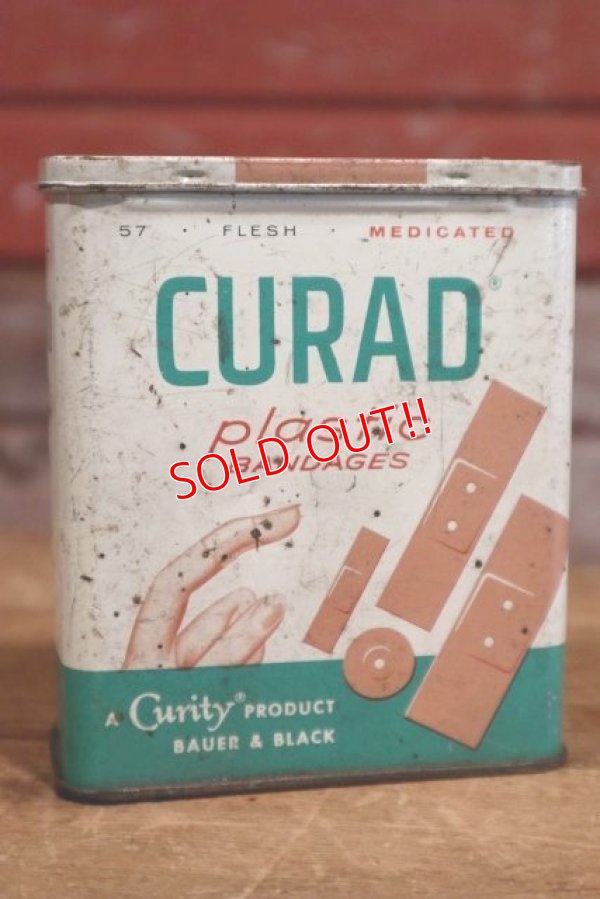 57 · FLESH · MEDICATED
CURAD®
plastic
BANDAGES
SOLD OUT!!
A Curity® PRODUCT
BAUER & BLACK